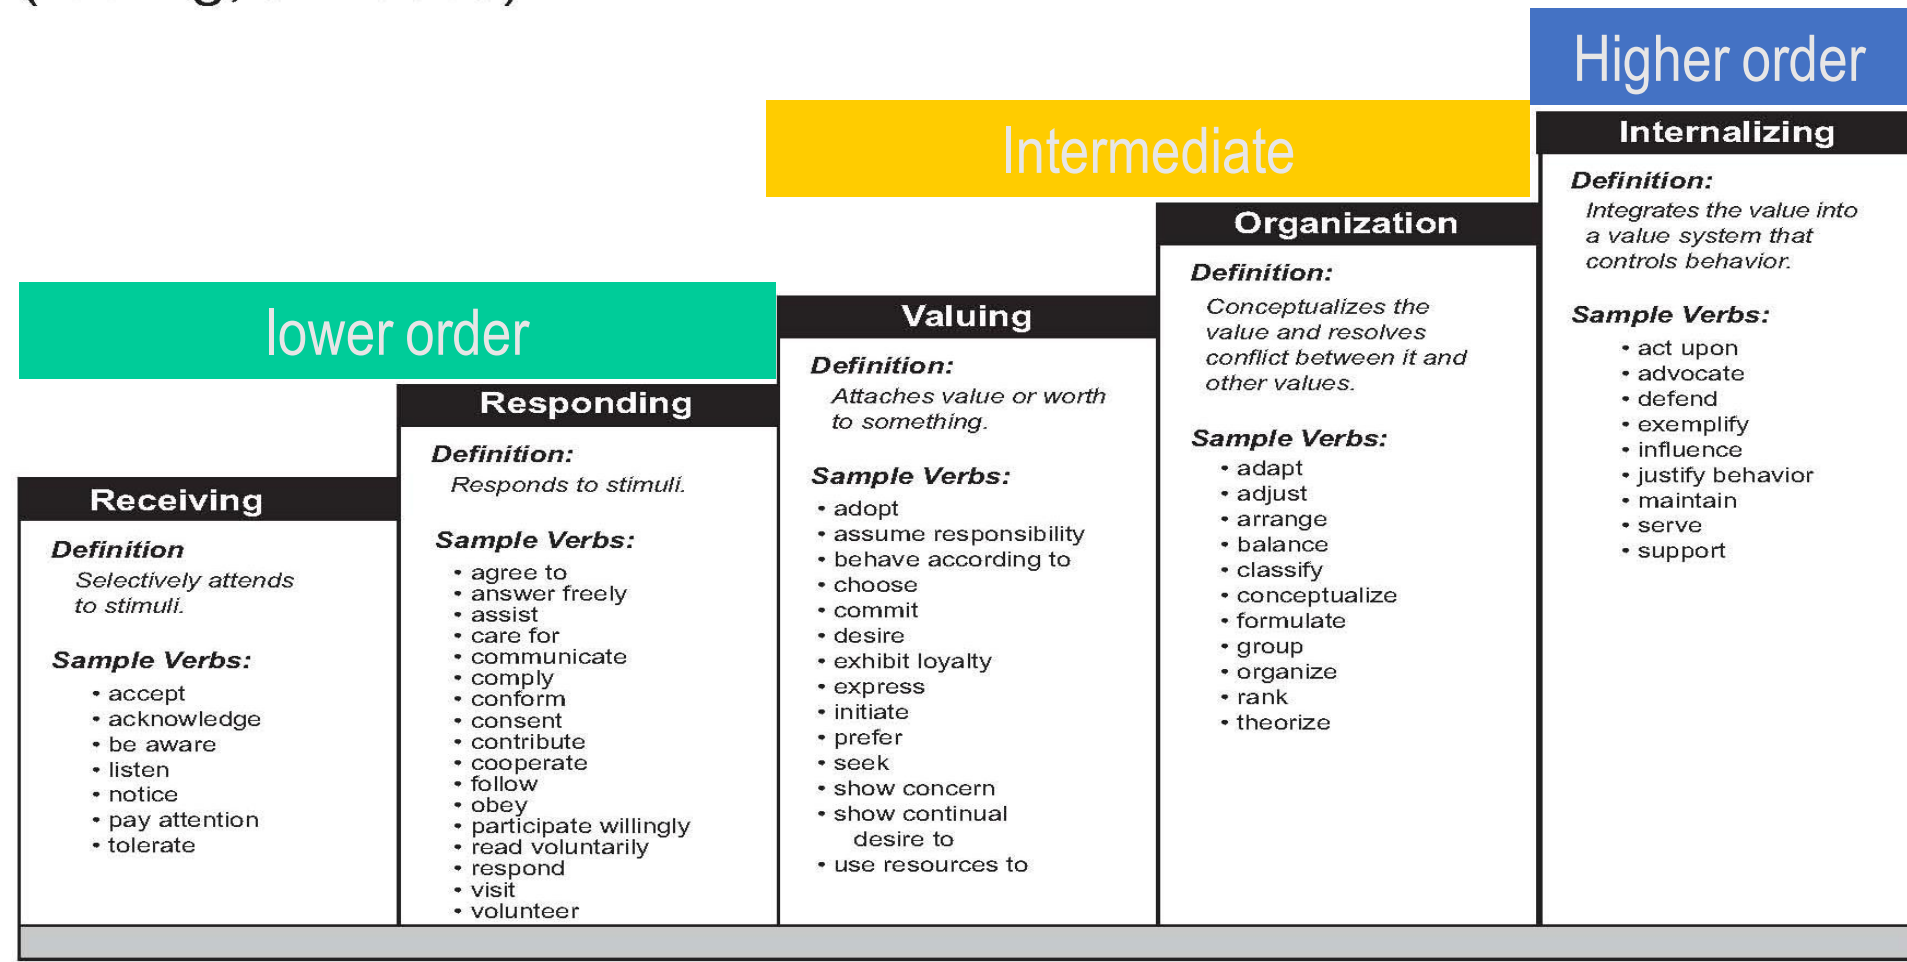 Higher order
Intermediate
lower order
Receiving
Definition
Selectively attends
to stimuli.
Sample Verbs:
• accept
• acknowledge
• be aware
• listen
• notice
• pay attention
• tolerate
Responding
Definition:
Responds to stimuli.
Sample Verbs:
• agree to
• answer freely
• assist
• care for
• communicate
• comply
• conform
• consent
• contribute
• cooperate
• follow
• obey
• participate willingly
• read voluntarily
• respond
• visit
• volunteer
Valuing
Definition:
Attaches value or worth
to something.
Sample Verbs:
• adopt
• assume responsibility
• behave according to
• choose
• commit
• desire
• exhibit loyalty
• express
• initiate
• prefer
• seek
• show concern
• show continual
desire to
• use resources to
Organization
Definition:
Conceptualizes the
value and resolves
conflict between it and
other values.
Sample Verbs:
• adapt
• adjust
• arrange
• balance
• classify
• conceptualize
• formulate
• group
• organize
• rank
• theorize
Internalizing
Definition:
Integrates the value into
a value system that
controls behavior.
Sample Verbs:
• act upon
• advocate
• defend
• exemplify
• influence
• justify behavior
• maintain
• serve
• support